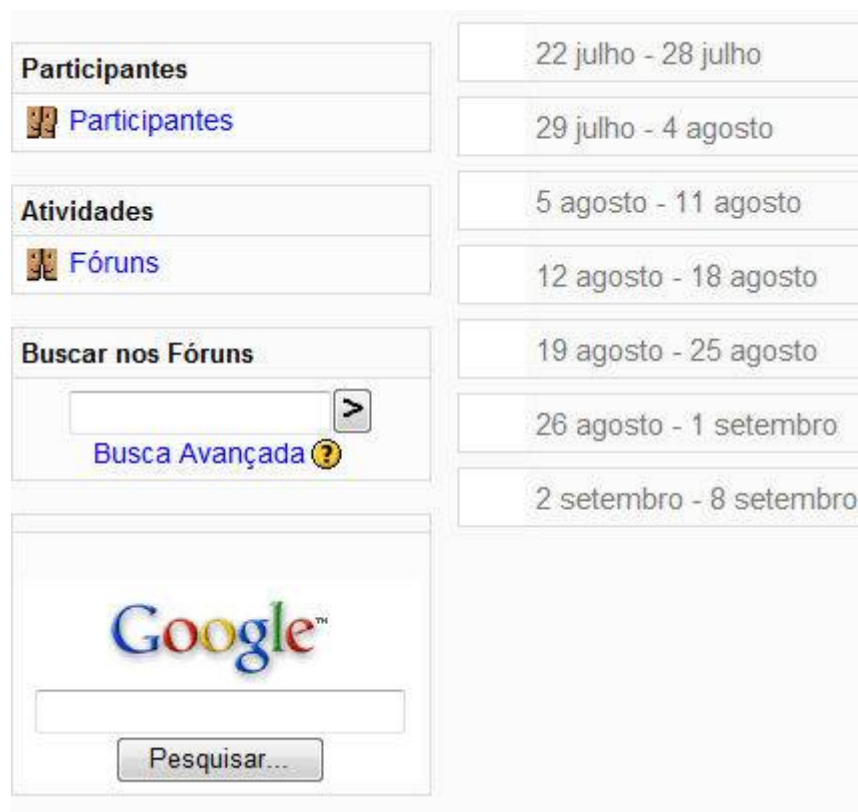 Participantes
Participantes
Atividades
Fóruns
Buscar nos Fóruns
>
Busca Avançada ?
Google™
Pesquisar...
22 julho - 28 julho
29 julho - 4 agosto
5 agosto - 11 agosto
12 agosto - 18 agosto
19 agosto - 25 agosto
26 agosto - 1 setembro
2 setembro - 8 setembro